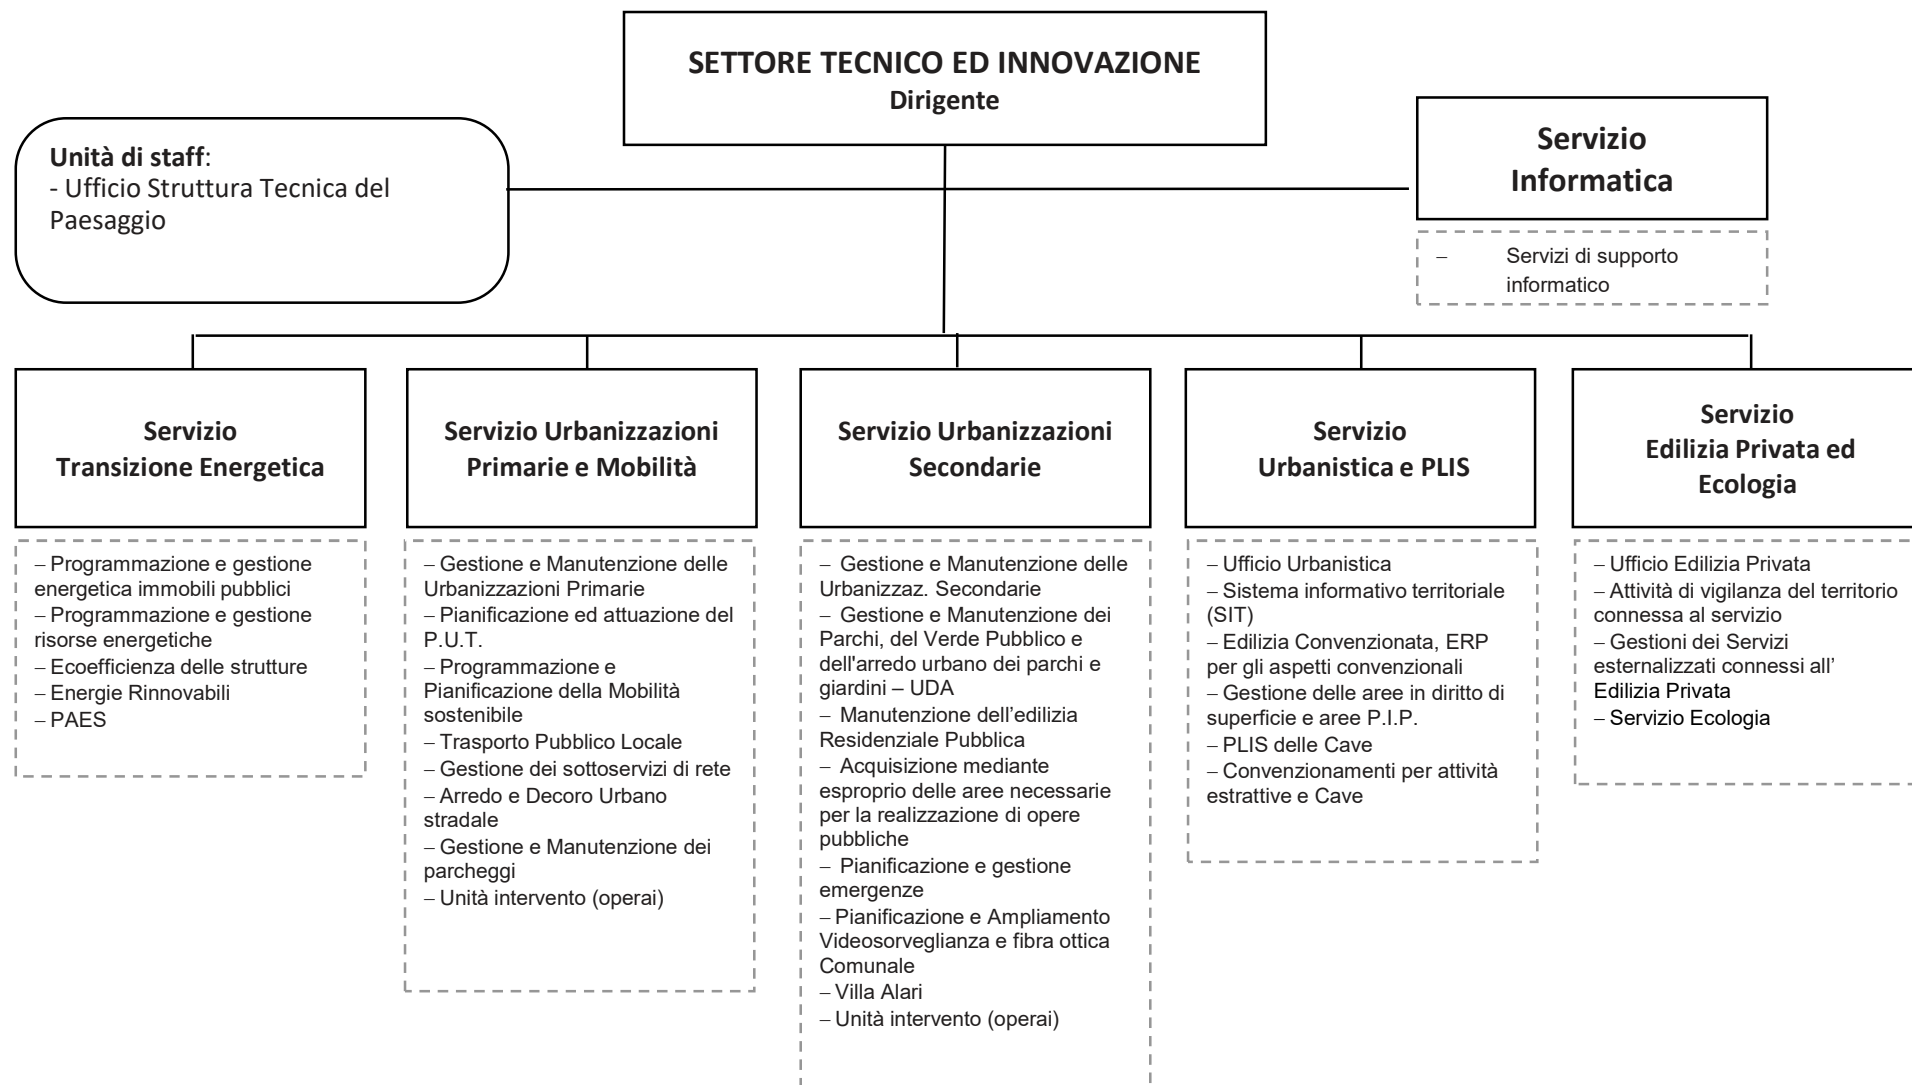 SETTORE TECNICO ED INNOVAZIONE
Dirigente
Unità di staff:
- Ufficio Struttura Tecnica del
Paesaggio
Servizio
Informatica
– Servizi di supporto
informatico
Servizio
Transizione Energetica
– Programmazione e gestione
energetica immobili pubblici
– Programmazione e gestione
risorse energetiche
– Ecoefficienza delle strutture
– Energie Rinnovabili
– PAES
Servizio Urbanizzazioni
Primarie e Mobilità
– Gestione e Manutenzione delle
Urbanizzazioni Primarie
– Pianificazione ed attuazione del
P.U.T.
– Programmazione e
Pianificazione della Mobilità
sostenibile
– Trasporto Pubblico Locale
– Gestione dei sottoservizi di rete
– Arredo e Decoro Urbano
stradale
– Gestione e Manutenzione dei
parcheggi
– Unità intervento (operai)
Servizio Urbanizzazioni
Secondarie
– Gestione e Manutenzione delle
Urbanizzaz. Secondarie
– Gestione e Manutenzione dei
Parchi, del Verde Pubblico e
dell'arredo urbano dei parchi e
giardini – UDA
– Manutenzione dell’edilizia
Residenziale Pubblica
– Acquisizione mediante
esproprio delle aree necessarie
per la realizzazione di opere
pubbliche
– Pianificazione e gestione
emergenze
– Pianificazione e Ampliamento
Videosorveglianza e fibra ottica
Comunale
– Villa Alari
– Unità intervento (operai)
Servizio
Urbanistica e PLIS
– Ufficio Urbanistica
– Sistema informativo territoriale
(SIT)
– Edilizia Convenzionata, ERP
per gli aspetti convenzionali
– Gestione delle aree in diritto di
superficie e aree P.I.P.
– PLIS delle Cave
– Convenzionamenti per attività
estrattive e Cave
Servizio
Edilizia Privata ed
Ecologia
– Ufficio Edilizia Privata
– Attività di vigilanza del territorio
connessa al servizio
– Gestioni dei Servizi
esternalizzati connessi all’
Edilizia Privata
– Servizio Ecologia